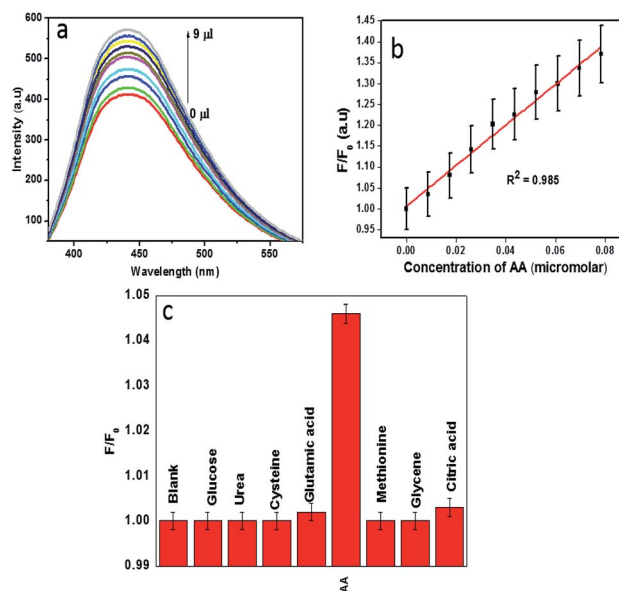 a
600
500
400
300
200
100
Intensity (a.u)
9 µl
0 µl
400 450 500 550
Wavelength (nm)
b
1.45
1.40
1.35
1.30
1.25
1.20
1.15
1.10
1.05
1.00
0.95
F/F0 (a.u)
R2 = 0.985
0.00 0.02 0.04 0.06 0.08
Concentration of AA (micromolar)
c
1.05
1.04
1.03
1.02
1.01
1.00
0.99
F/F0
Blank
Glucose
Urea
Cysteine
Glutamic acid
AA
Methionine
Glycene
Citric acid